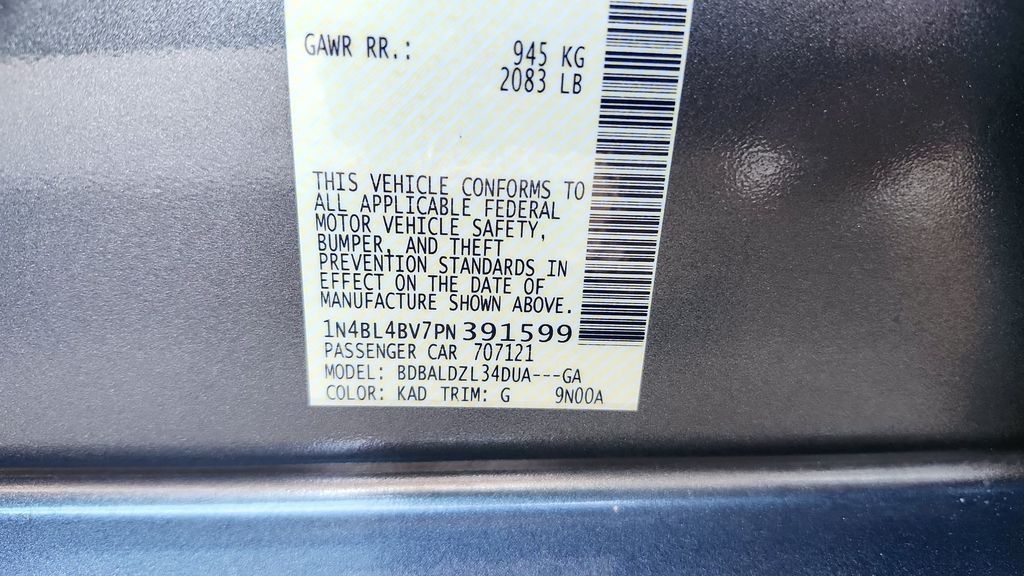 GAWR RR.: 945 KG
2083 LB
THIS VEHICLE CONFORMS TO
ALL APPLICABLE FEDERAL
MOTOR VEHICLE SAFETY,
BUMPER, AND THEFT
PREVENTION STANDARDS IN
EFFECT ON THE DATE OF
MANUFACTURE SHOWN ABOVE.
1N4BL4BV7PN391599
PASSENGER CAR 707121
MODEL: BDBALDZL34DUA---GA
COLOR: KAD TRIM: G 9N00A